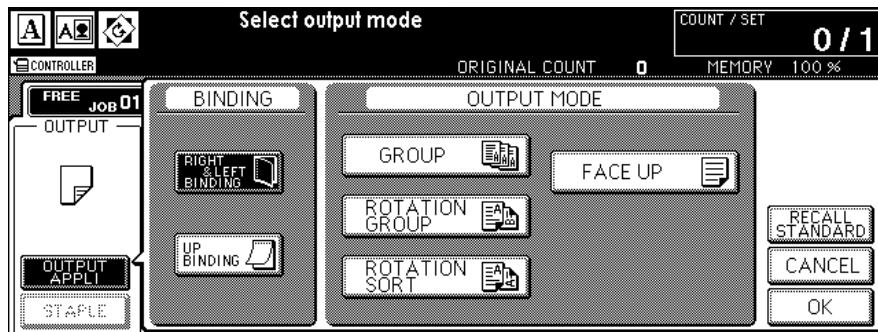 Select output mode
COUNT / SET
0 / 1
A A
CONTROLLER
ORIGINAL COUNT 0 MEMORY 100 %
FREE JOB 01
OUTPUT
OUTPUT APPLI
STAPLE
BINDING
RIGHT
&LEFT
BINDING
UP
BINDING
OUTPUT MODE
GROUP
ROTATION
GROUP
ROTATION
SORT
FACE UP
RECALL
STANDARD
CANCEL
OK